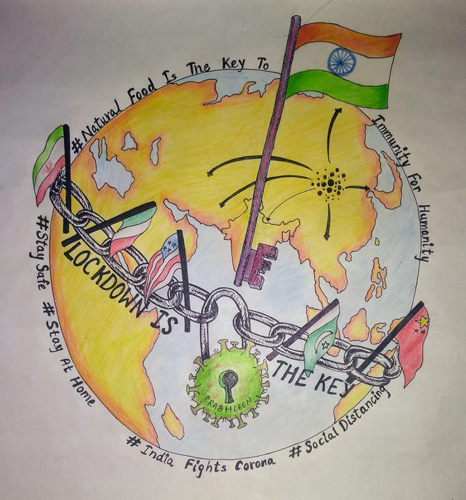 #Natural Food Is The Key To
Immunity For Humanity
LOCKDOWN IS
THE KEY
PRABHLEEN
#Stay Safe
#Stay At Home
#India Fights Corona
#Social Distancing